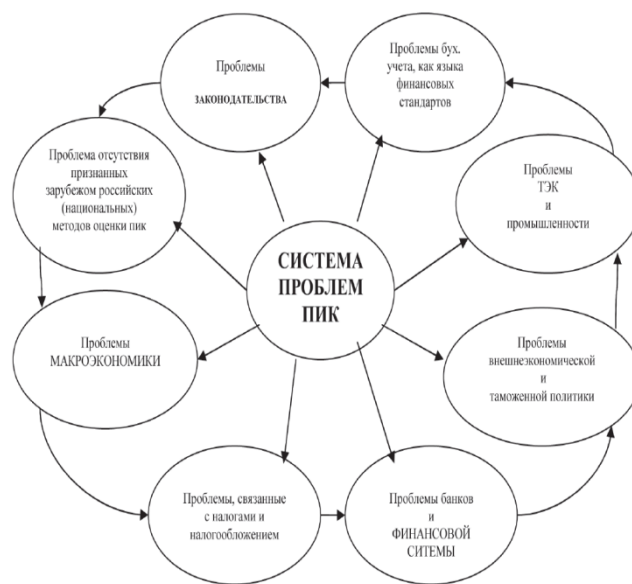 Проблемы
ЗАКОНОДАТЕЛЬСТВА
Проблемы бух.
учета, как языка
финансовых
стандартов
Проблема отсутствия
признанных
зарубежом российских
(национальных)
методов оценки пик
Проблемы
ТЭК
и
промышленности
СИСТЕМА
ПРОБЛЕМ
ПИК
Проблемы
МАКРОЭКОНОМИКИ
Проблемы
внешнеэкономической
и
таможенной политики
Проблемы, связанные
с налогами и
налогообложением
Проблемы банков
и
ФИНАНСОВОЙ
СИТЕМЫ